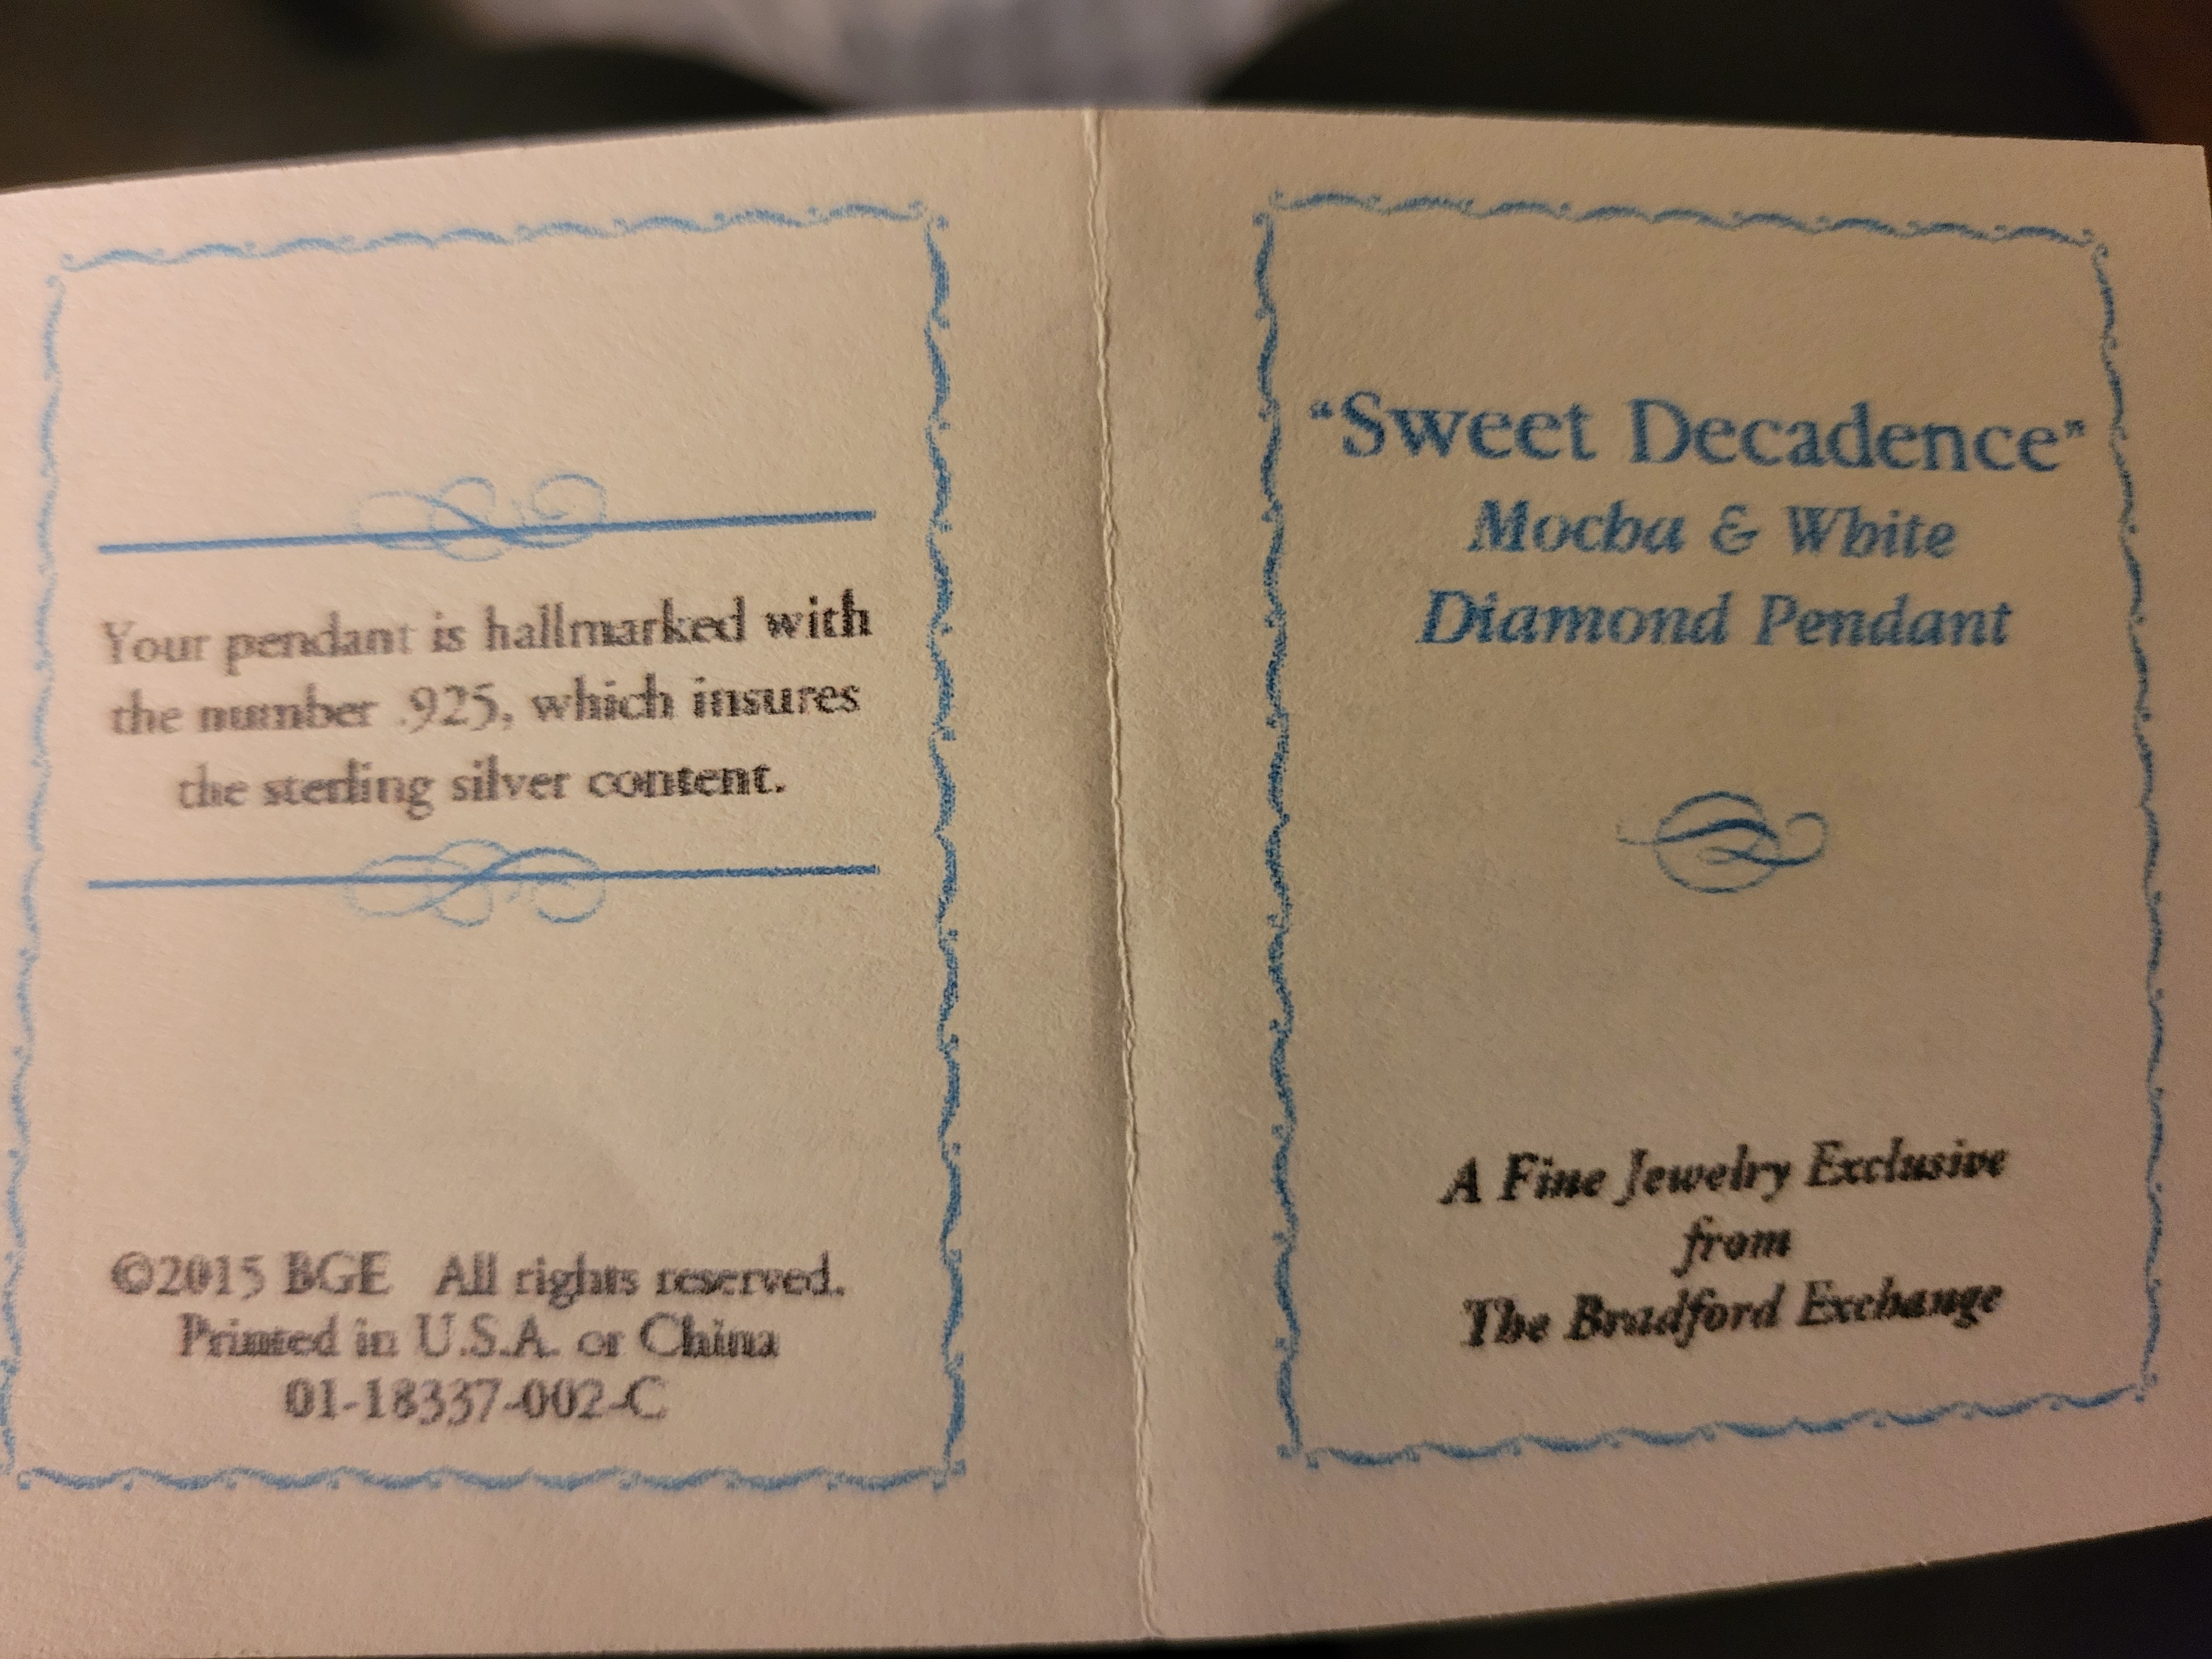 Your pendant is hallmarked with
the number .925, which insures
the sterling silver content.
©2015 BGE All rights reserved.
Printed in U.S.A. or China
01-18337-002-C
“Sweet Decadence”
Mocha & White
Diamond Pendant
A Fine Jewelry Exclusive
from
The Bradford Exchange